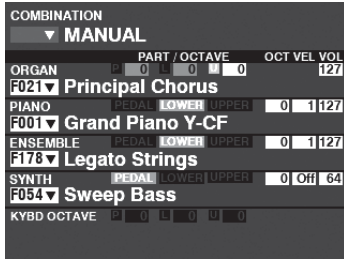 COMBINATION
▼ MANUAL
PART / OCTAVE OCT VEL VOL
ORGAN P 0 L 0 U 0 127
F021▼ Principal Chorus
PIANO PEDAL LOWER UPPER 0 1 127
F001▼ Grand Piano Y-CF
ENSEMBLE PEDAL LOWER UPPER 0 1 127
F178▼ Legato Strings
SYNTH PEDAL LOWER UPPER 0 Off 64
F054▼ Sweep Bass
KYBD OCTAVE P 0 L 0 U 0